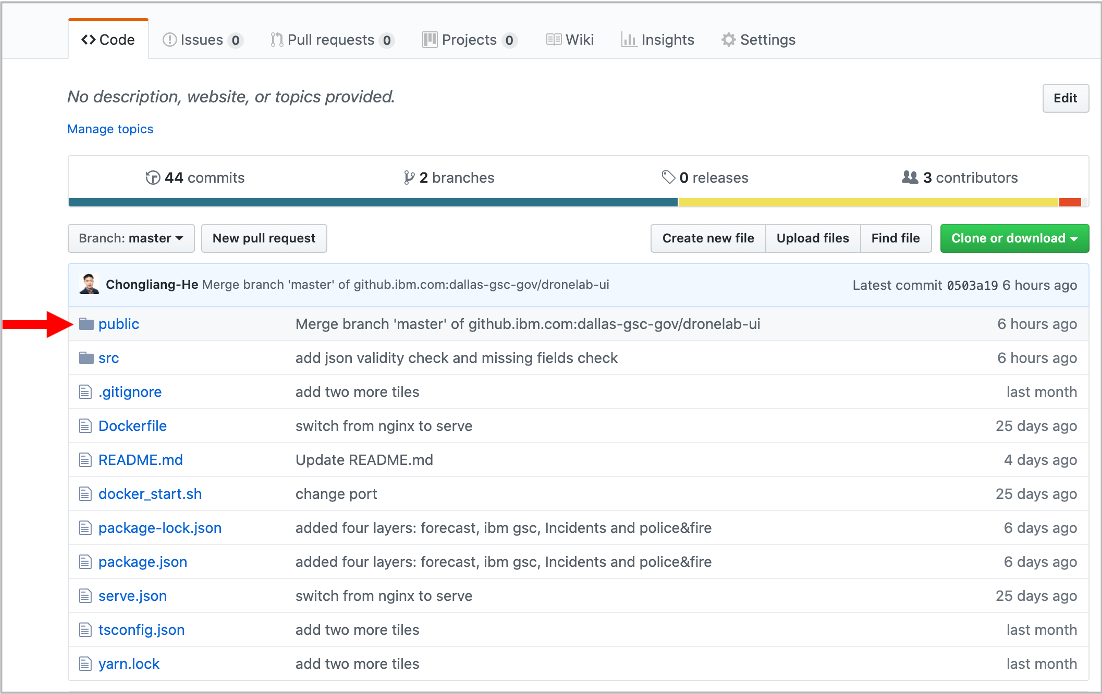 Code Issues 0 Pull requests 0 Projects 0 Wiki Insights Settings
No description, website, or topics provided. Edit
Manage topics
44 commits 2 branches 0 releases 3 contributors
Branch: master New pull request Create new file Upload files Find file Clone or download
Chongliang-He Merge branch 'master' of github.ibm.com:dallas-gsc-gov/dronelab-ui Latest commit 0503a19 6 hours ago
public Merge branch 'master' of github.ibm.com:dallas-gsc-gov/dronelab-ui 6 hours ago
src add json validity check and missing fields check 6 hours ago
.gitignore add two more tiles last month
Dockerfile switch from nginx to serve 25 days ago
README.md Update README.md 4 days ago
docker_start.sh change port 25 days ago
package-lock.json added four layers: forecast, ibm gsc, Incidents and police&fire 6 days ago
package.json added four layers: forecast, ibm gsc, Incidents and police&fire 6 days ago
serve.json switch from nginx to serve 25 days ago
tsconfig.json add two more tiles last month
yarn.lock add two more tiles last month